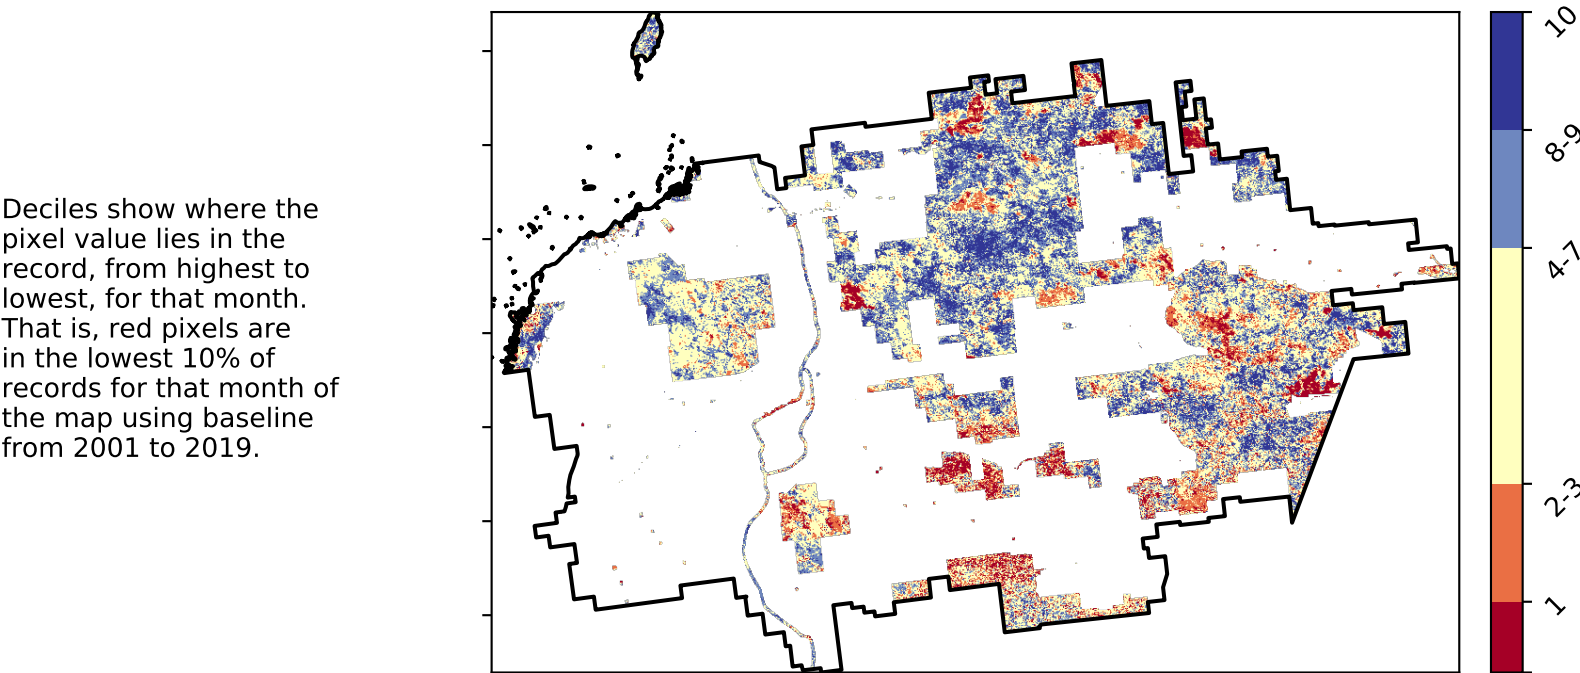 Deciles show where the
pixel value lies in the
record, from highest to
lowest, for that month.
That is, red pixels are
in the lowest 10% of
records for that month of
the map using baseline
from 2001 to 2019.
10
8-9
4-7
2-3
1